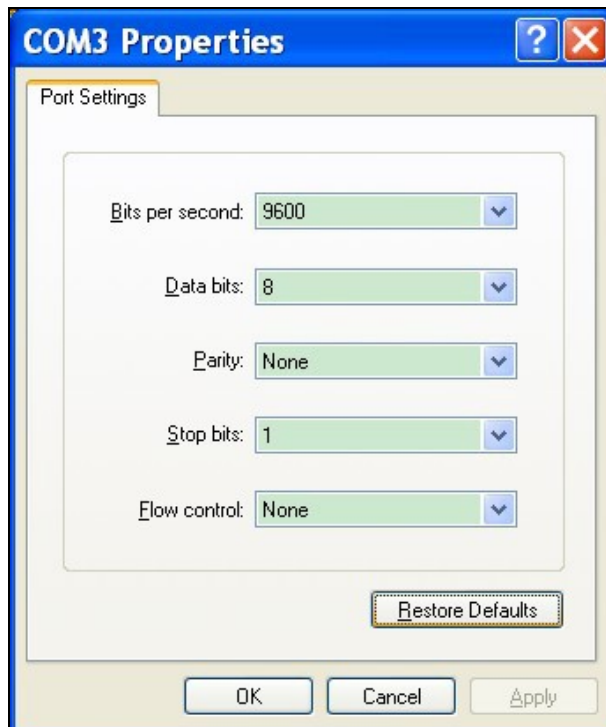 COM3 Properties
Port Settings
Bits per second: 9600
Data bits: 8
Parity: None
Stop bits: 1
Flow control: None
Restore Defaults
OK Cancel Apply